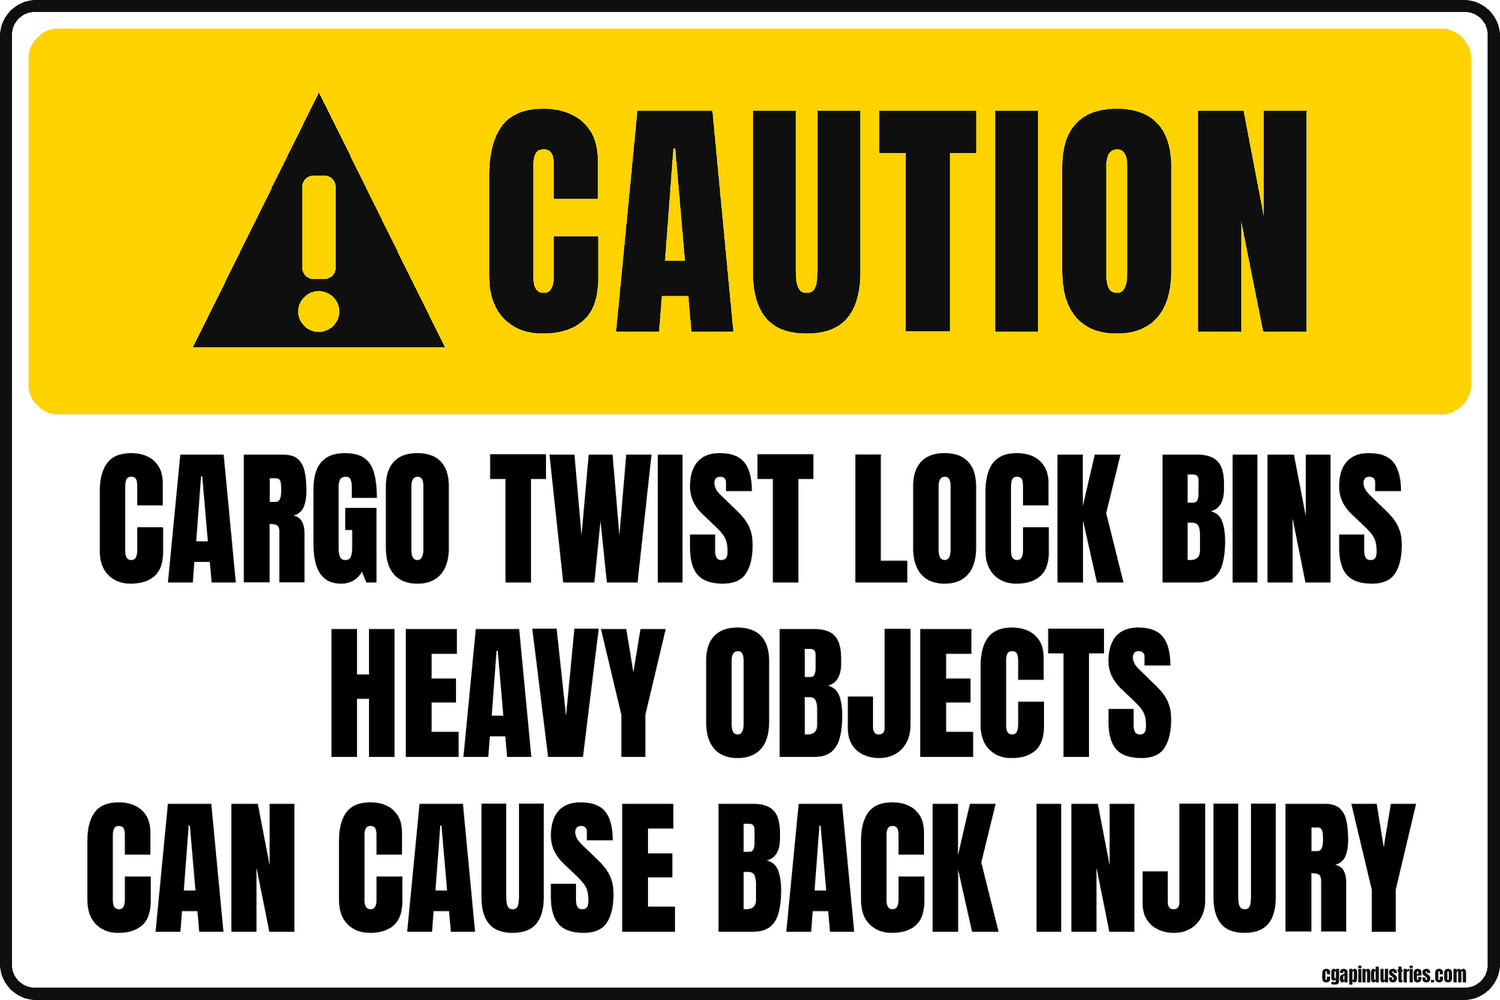 CAUTION
CARGO TWIST LOCK BINS
HEAVY OBJECTS
CAN CAUSE BACK INJURY
cgapindustries.com